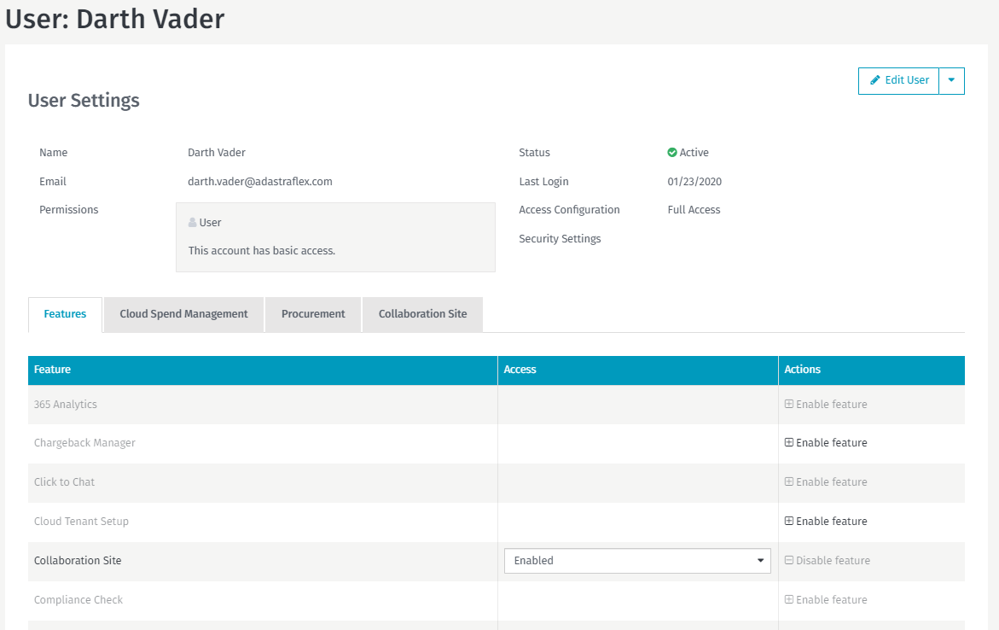 User: Darth Vader
Edit User
User Settings
Name Darth Vader
Status Active
Email darth.vader@adastraflex.com
Last Login 01/23/2020
Permissions
User
This account has basic access.
Access Configuration Full Access
Security Settings
Features Cloud Spend Management Procurement Collaboration Site
Feature Access Actions
365 Analytics Enable feature
Chargeback Manager Enable feature
Click to Chat Enable feature
Cloud Tenant Setup Enable feature
Collaboration Site Enabled Disable feature
Compliance Check Enable feature